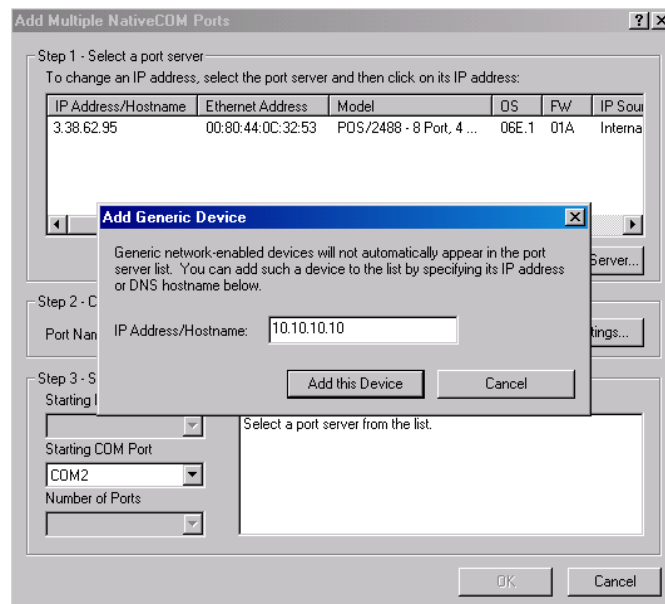 Add Multiple NativeCOM Ports
Step 1 - Select a port server
To change an IP address, select the port server and then click on its IP address:
IP Address/Hostname Ethernet Address Model OS FW IP Sour
3.38.62.95 00:80:44:0C:32:53 POS/2488 - 8 Port, 4 ... 06E.1 01A Interna
Add Generic Device
Generic network-enabled devices will not automatically appear in the port
server list. You can add such a device to the list by specifying its IP address
or DNS hostname below.
Server...
Step 2 - C
Port Nan
IP Address/Hostname: 10.10.10.10
tings...
Add this Device Cancel
Step 3 - S
Starting I
Select a port server from the list.
Starting COM Port
COM2
Number of Ports
OK Cancel